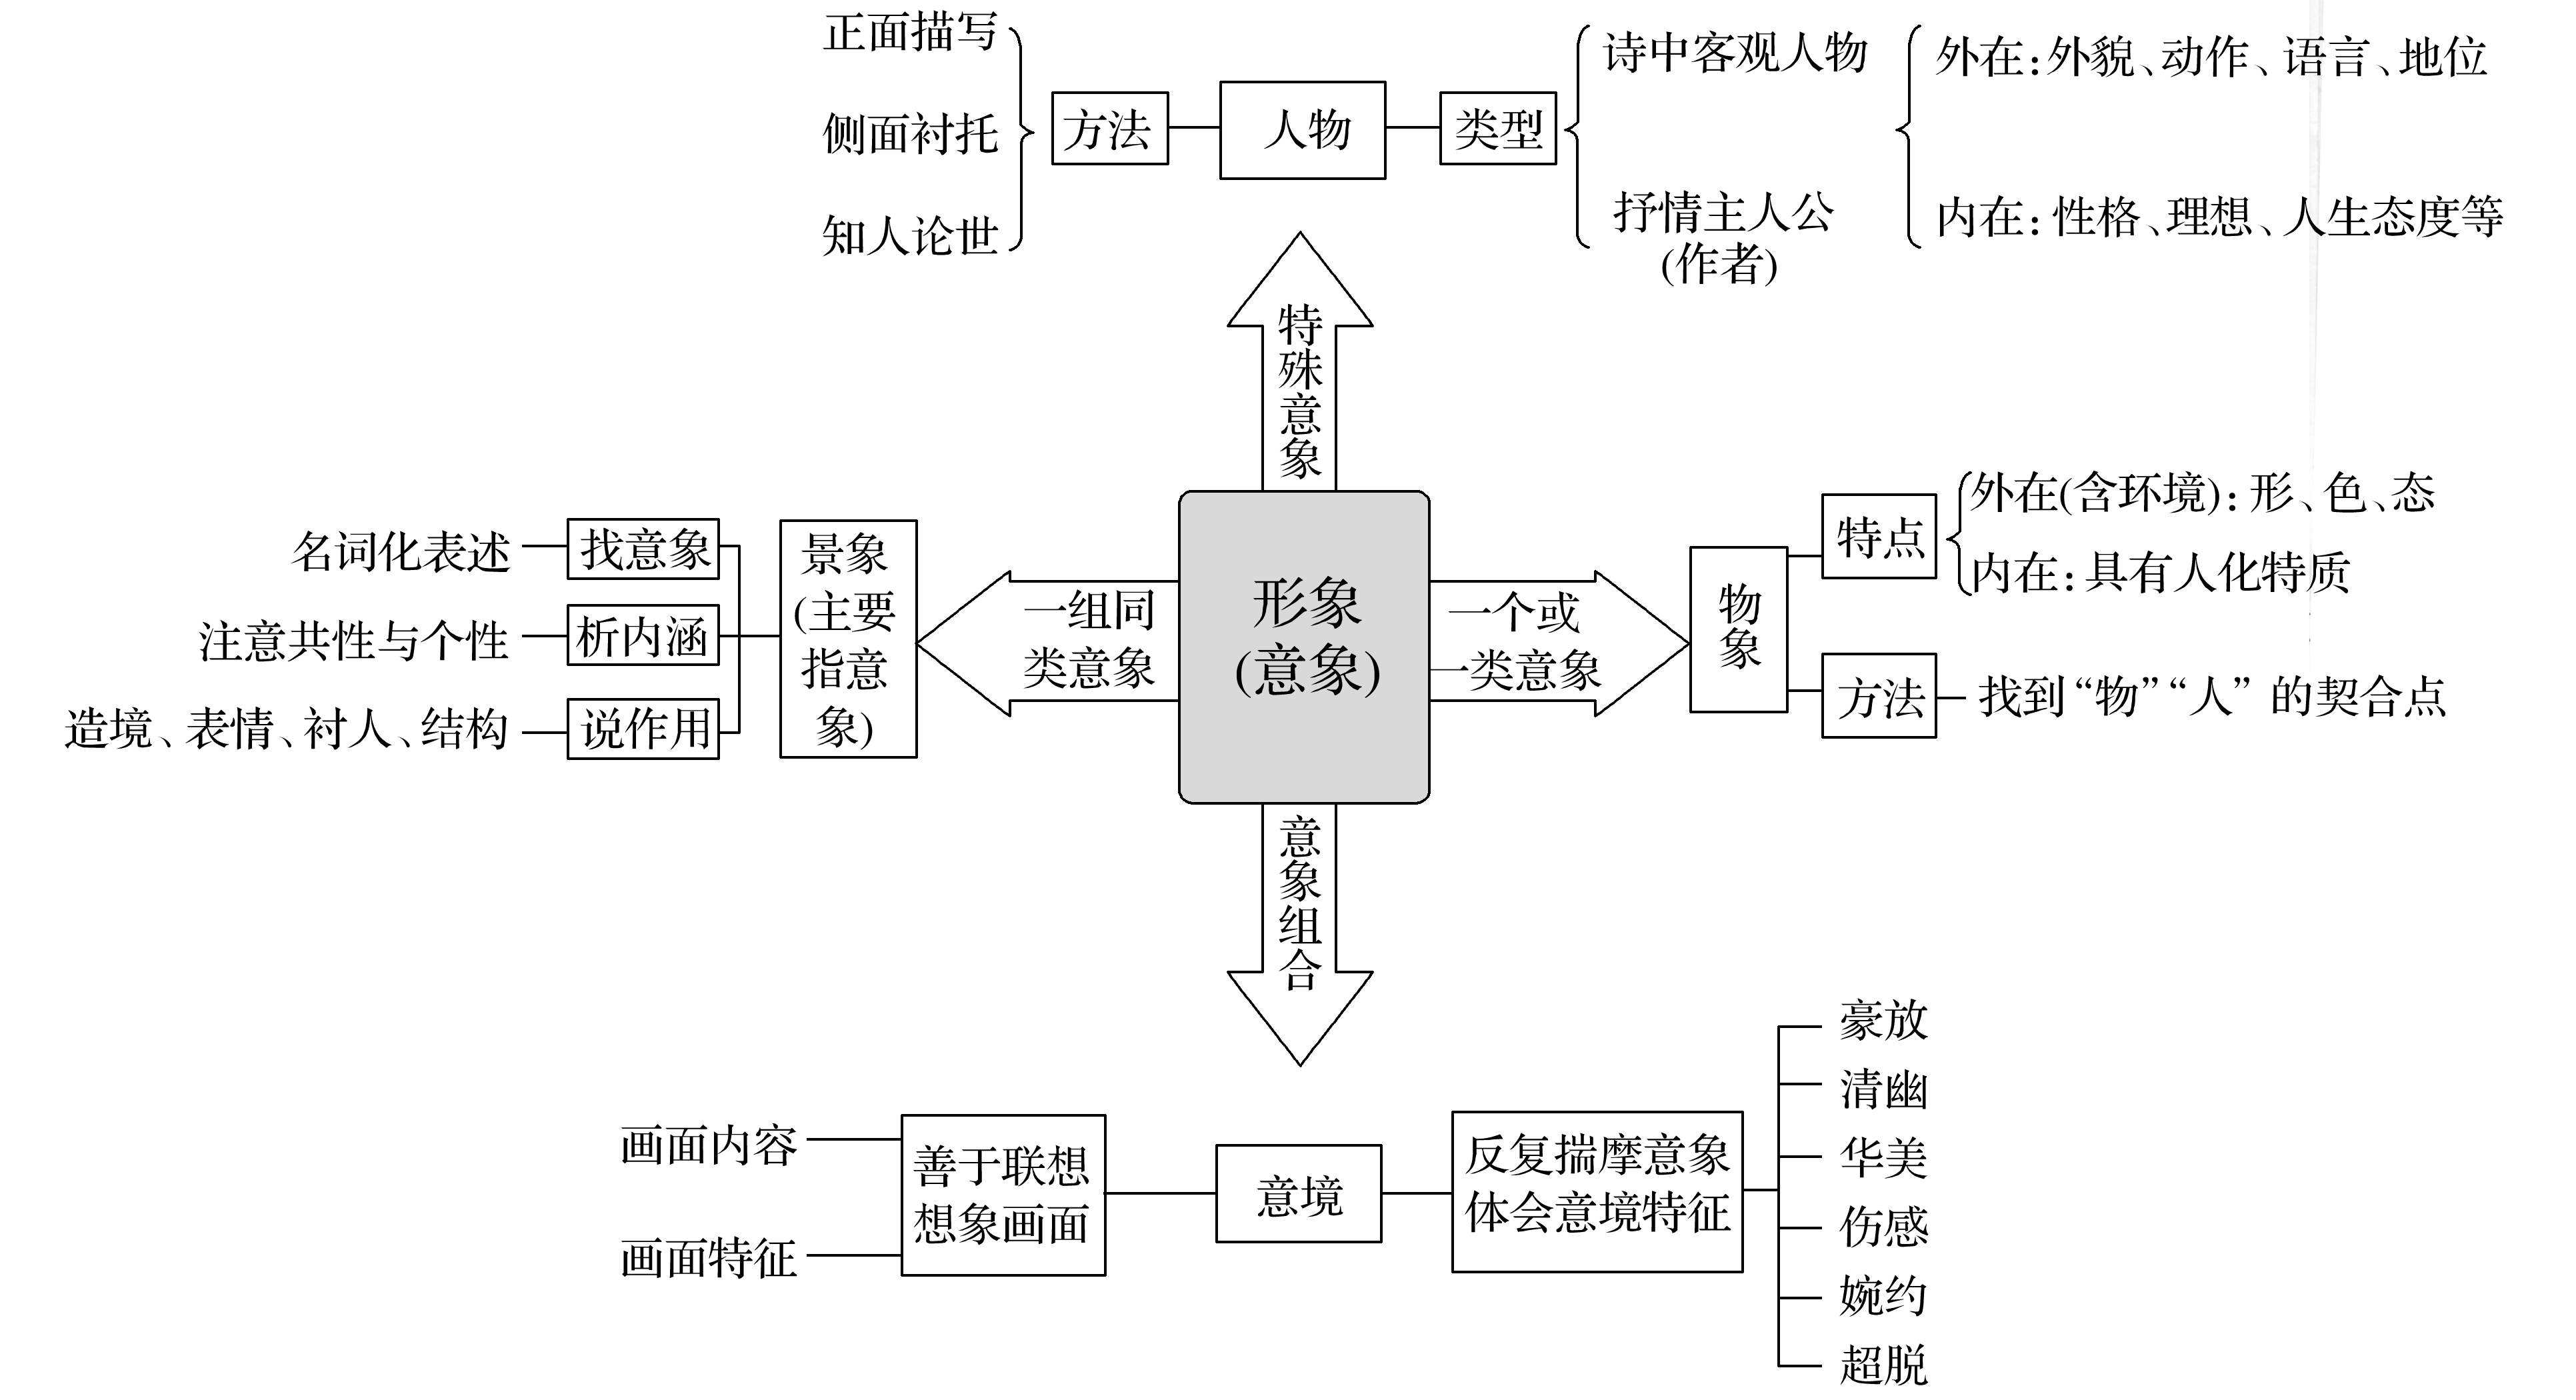 正面描写
侧面衬托
知人论世
方法
人物
类型
诗中客观人物
抒情主人公
(作者)
外在：外貌、动作、语言、地位
内在：性格、理想、人生态度等
特殊意象
名词化表述
找意象
注意共性与个性
析内涵
造境、表情、衬人、结构
说作用
景象
(主要
指意
象)
一组同
类意象
形象
(意象)
一个或
一类意象
物象
特点
外在(含环境)：形、色、态
内在：具有人化特质
方法
找到“物”“人”的契合点
意象组合
画面内容
画面特征
善于联想
想象画面
意境
反复揣摩意象
体会意境特征
豪放
清幽
华美
伤感
婉约
超脱